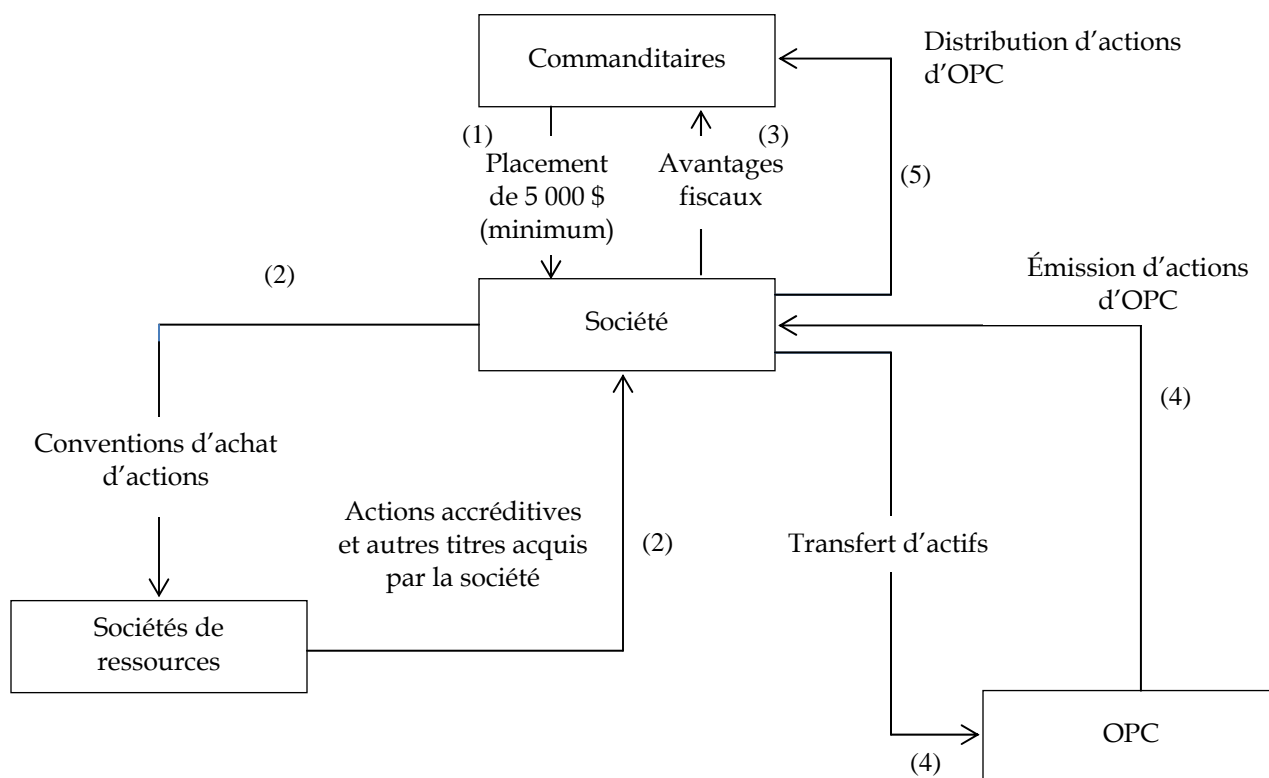 Commanditaires
Distribution d’actions
d’OPC
(1)
(3)
Placement
de 5 000 $
(minimum)
Avantages
fiscaux
(5)
(2)
Émission d’actions
d’OPC
Société
(4)
Conventions d’achat
d’actions
Actions accréditives
et autres titres acquis
par la société
(2)
Transfert d’actifs
Sociétés de
ressources
OPC
(4)